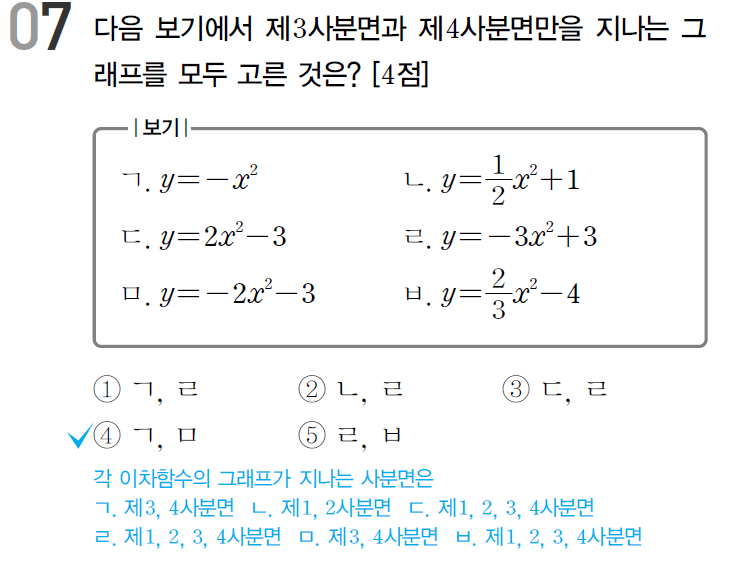 07 다음 보기에서 제3사분면과 제4사분면만을 지나는 그
래프를 모두 고른 것은? [4점]
|보기|
ㄱ. y=-x² ㄴ. y=1/2x²+1
ㄷ. y=2x²-3 ㄹ. y=-3x²+3
ㅁ. y=-2x²-3 ㅂ. y=2/3x²-4
① ㄱ, ㄹ ② ㄴ, ㄹ ③ ㄷ, ㄹ
④ ㄱ, ㅁ ⑤ ㄹ, ㅂ
각 이차함수의 그래프가 지나는 사분면은
ㄱ. 제3, 4사분면 ㄴ. 제1, 2사분면 ㄷ. 제1, 2, 3, 4사분면
ㄹ. 제1, 2, 3, 4사분면 ㅁ. 제3, 4사분면 ㅂ. 제1, 2, 3, 4사분면